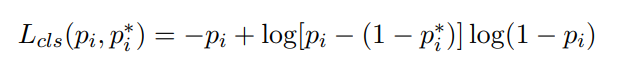 L_{cls}(p_i, p_i^*) = -p_i + log[p_i - (1 - p_i^*)] log(1 - p_i)